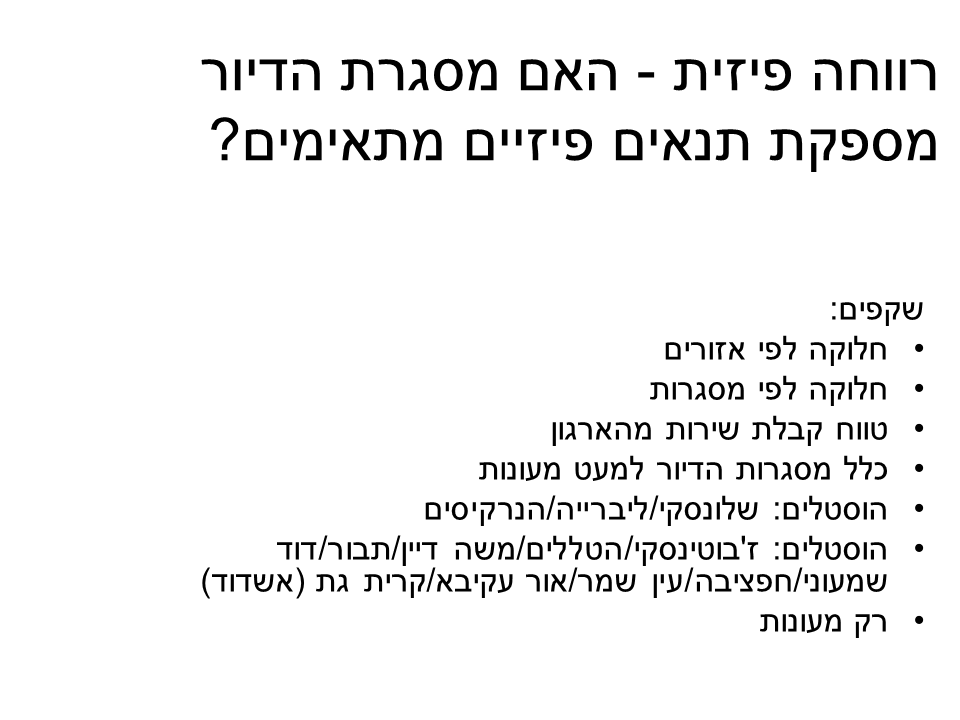 רווחה פיזית - האם מסגרת הדיור
מספקת תנאים פיזיים מתאימים?
שקפים:
• חלוקה לפי אזורים
• חלוקה לפי מסגרות
• טווח קבלת שירות מהארגון
• כלל מסגרות הדיור למעט מעונות
• הוסטלים: שלונסקי/ליברייה/הנרקיסים
• הוסטלים: ז'בוטינסקי/הטללים/משה דיין/תבור/דוד
שמעוני/חפציבה/עין שמר/אור עקיבא/קרית גת (אשדוד)
• רק מעונות